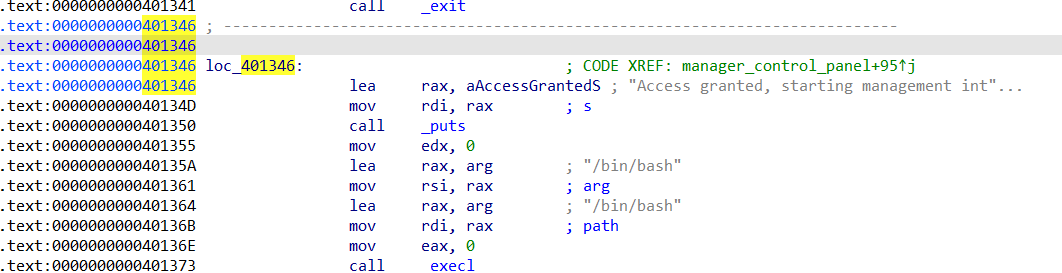 .text:0000000000401341 call _exit
.text:0000000000401346 ; ---------------------------------------------------------------------------
.text:0000000000401346
.text:0000000000401346 loc_401346: ; CODE XREF: manager_control_panel+95↑j
.text:0000000000401346 lea rax, aAccessGrantedS ; "Access granted, starting management int"...
.text:000000000040134D mov rdi, rax ; s
.text:0000000000401350 call _puts
.text:0000000000401355 mov edx, 0
.text:000000000040135A lea rax, arg ; "/bin/bash"
.text:0000000000401361 mov rsi, rax ; arg
.text:0000000000401364 lea rax, arg ; "/bin/bash"
.text:000000000040136B mov rdi, rax ; path
.text:000000000040136E mov eax, 0
.text:0000000000401373 call _execl